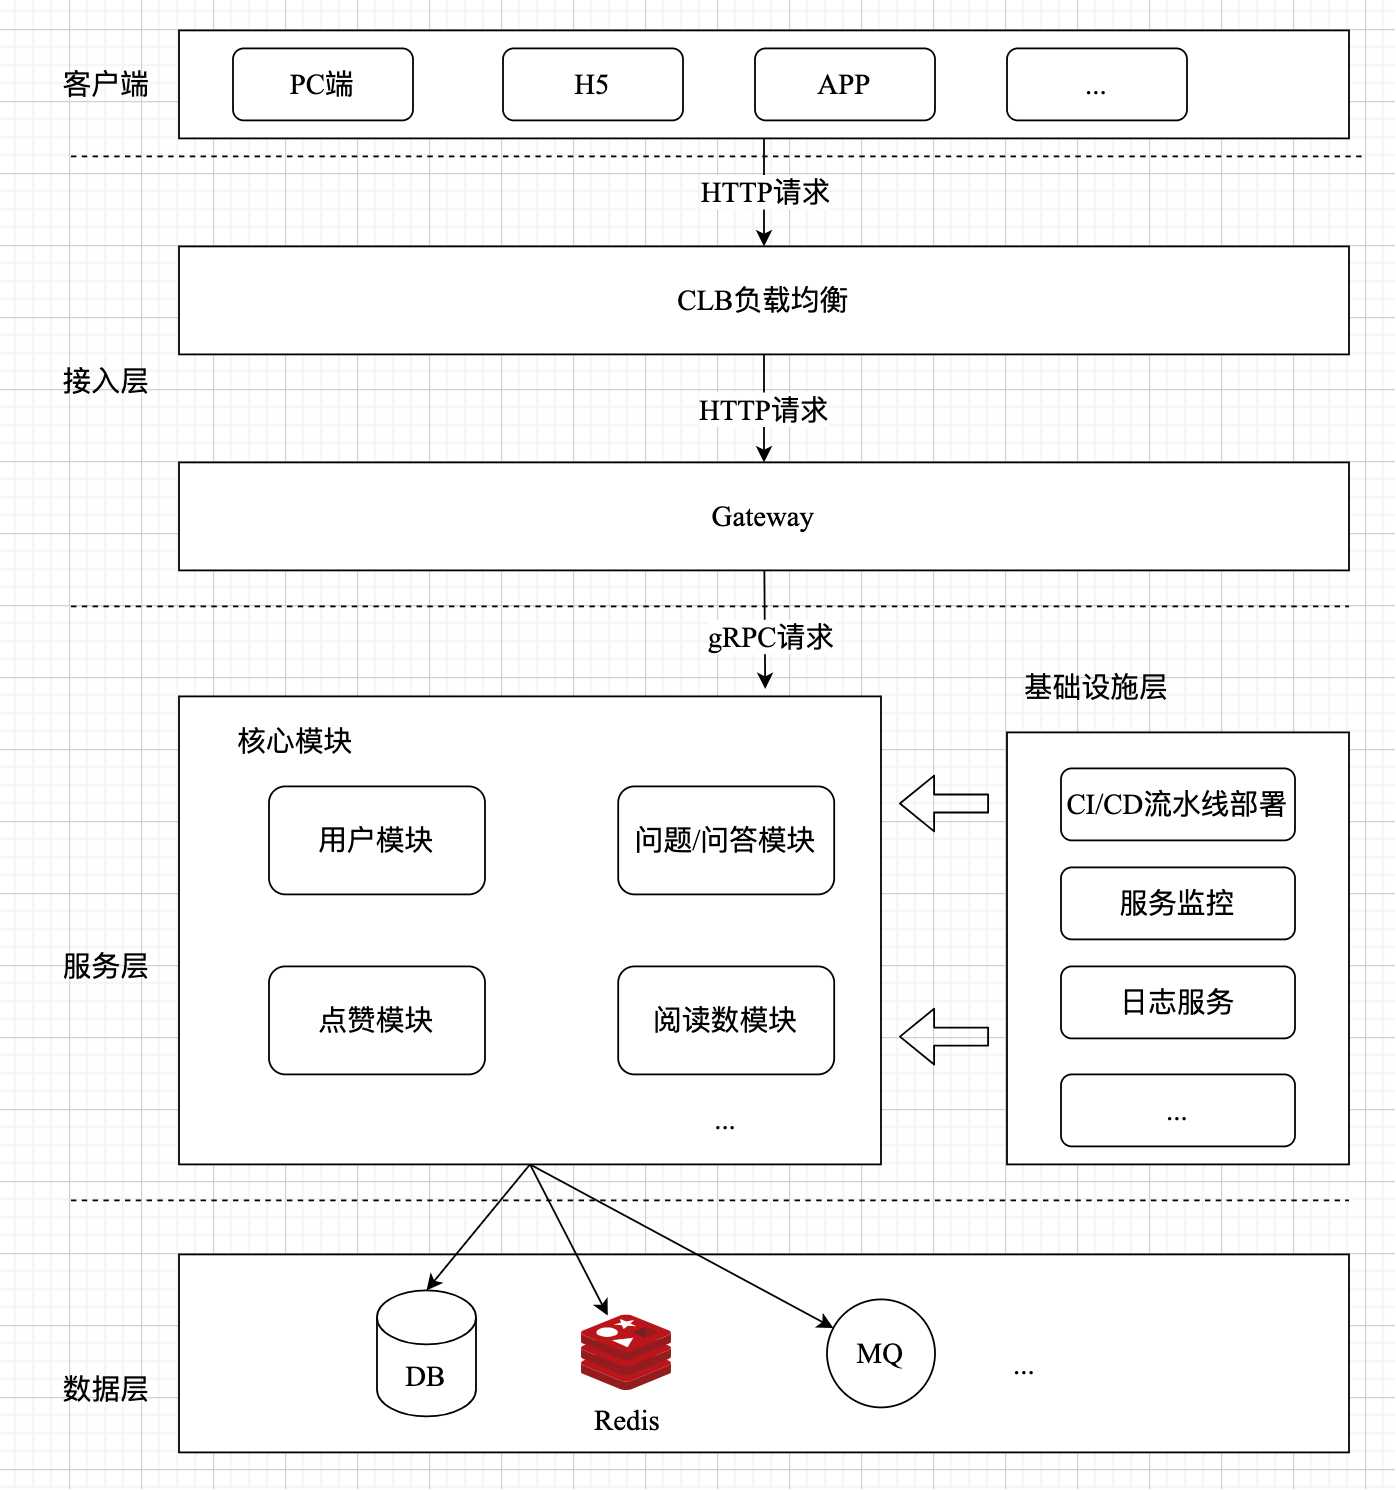 客户端
PC端
H5
APP
...
HTTP请求
CLB负载均衡
接入层
HTTP请求
Gateway
gRPC请求
基础设施层
核心模块
用户模块
问题/问答模块
CI/CD流水线部署
服务监控
服务层
点赞模块
阅读数模块
日志服务
...
...
数据层
DB
Redis
MQ
...